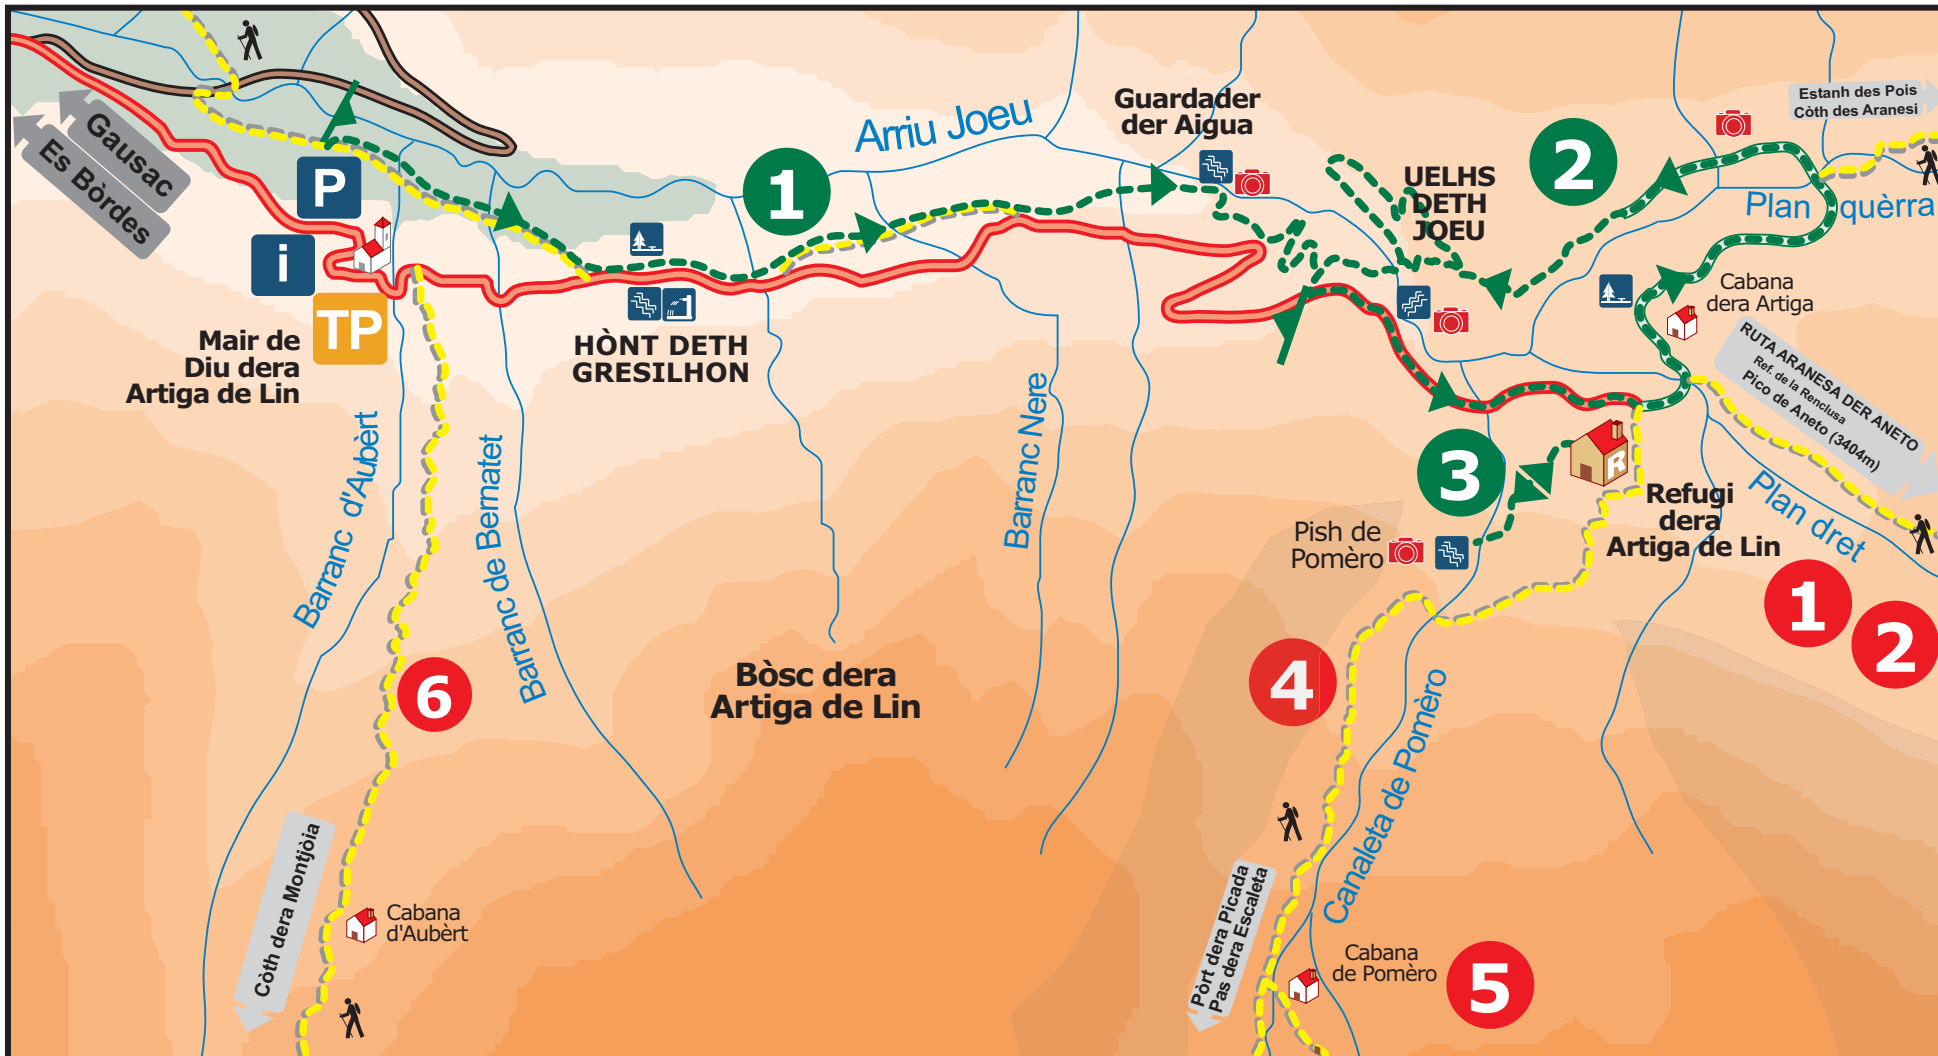 Gausac
Es Bòrdes
P
i
TP
Mair de
Diu dera
Artiga de Lin
1
HÒNT DETH
GRESILHON
Arriu Joeu
Guardader
der Aigua
UELHS
DETH
JOEU
2
Estanh des Pois
Còth des Aranesi
Plan quèrra
Cabana
dera Artiga
RUTA ARANESA DER ANETO
Ref. de la Renclusa
Pico de Aneto (3404m)
Plan dret
3
R
Refugi
dera
Artiga de Lin
Pish de
Pomèro
1
2
Barranc d'Aubèrt
Barranc de Bernatet
Barranc Nere
Bòsc dera
Artiga de Lin
6
4
Canaleta de Pomèro
Còth dera Montjòia
Cabana
d'Aubèrt
Pòrt dera Picada
Pas dera Escaleta
Cabana
de Pomèro
5